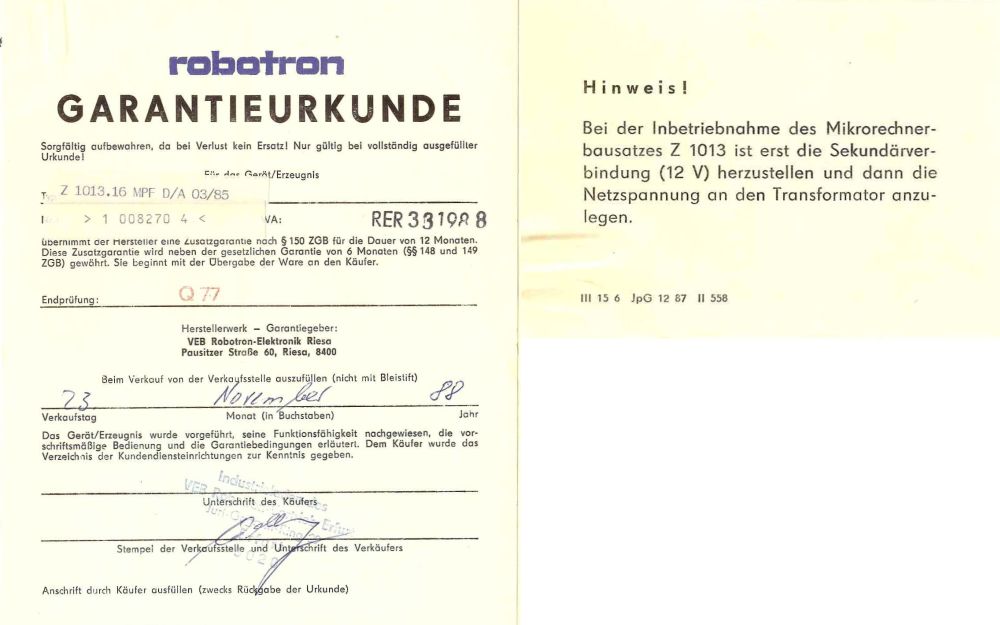 robotron
GARANTIEURKUNDE
Sorgfältig aufbewahren, da bei Verlust kein Ersatz! Nur gültig bei vollständig ausgefüllter
Urkunde!
Für das Gerät/Erzeugnis
Z 1013.16 MPF D/A 03/85
> 1 008270 4 <
VA:
RER 331988
übernimmt der Hersteller eine Zusatzgarantie nach § 150 ZGB für die Dauer von 12 Monaten.
Diese Zusatzgarantie wird neben der gesetzlichen Garantie von 6 Monaten (§§ 148 und 149
ZGB) gewährt. Sie beginnt mit der Übergabe der Ware an den Käufer.
Endprüfung: Q 77
Herstellerwerk – Garantiegeber:
VEB Robotron-Elektronik Riesa
Pausitzer Straße 60, Riesa, 8400
Beim Verkauf von der Verkaufsstelle auszufüllen (nicht mit Bleistift)
23. November 88
Verkaufstag Monat (in Buchstaben) Jahr
Das Gerät/Erzeugnis wurde vorgeführt, seine Funktionsfähigkeit nachgewiesen, die vor-
schriftsmäßige Bedienung und die Garantiebedingungen erläutert. Dem Käufer wurde das
Verzeichnis der Kundendiensteinrichtungen zur Kenntnis gegeben.
VEB
Unterschrift des Käufers
Stempel der Verkaufsstelle und Unterschrift des Verkäufers
Anschrift durch Käufer ausfüllen (zwecks Rückgabe der Urkunde)
Hinweis!
Bei der Inbetriebnahme des Mikrorechner-
bausatzes Z 1013 ist erst die Sekundärver-
bindung (12 V) herzustellen und dann die
Netzspannung an den Transformator anzu-
legen.
III 15 6 JpG 12 87 II 558